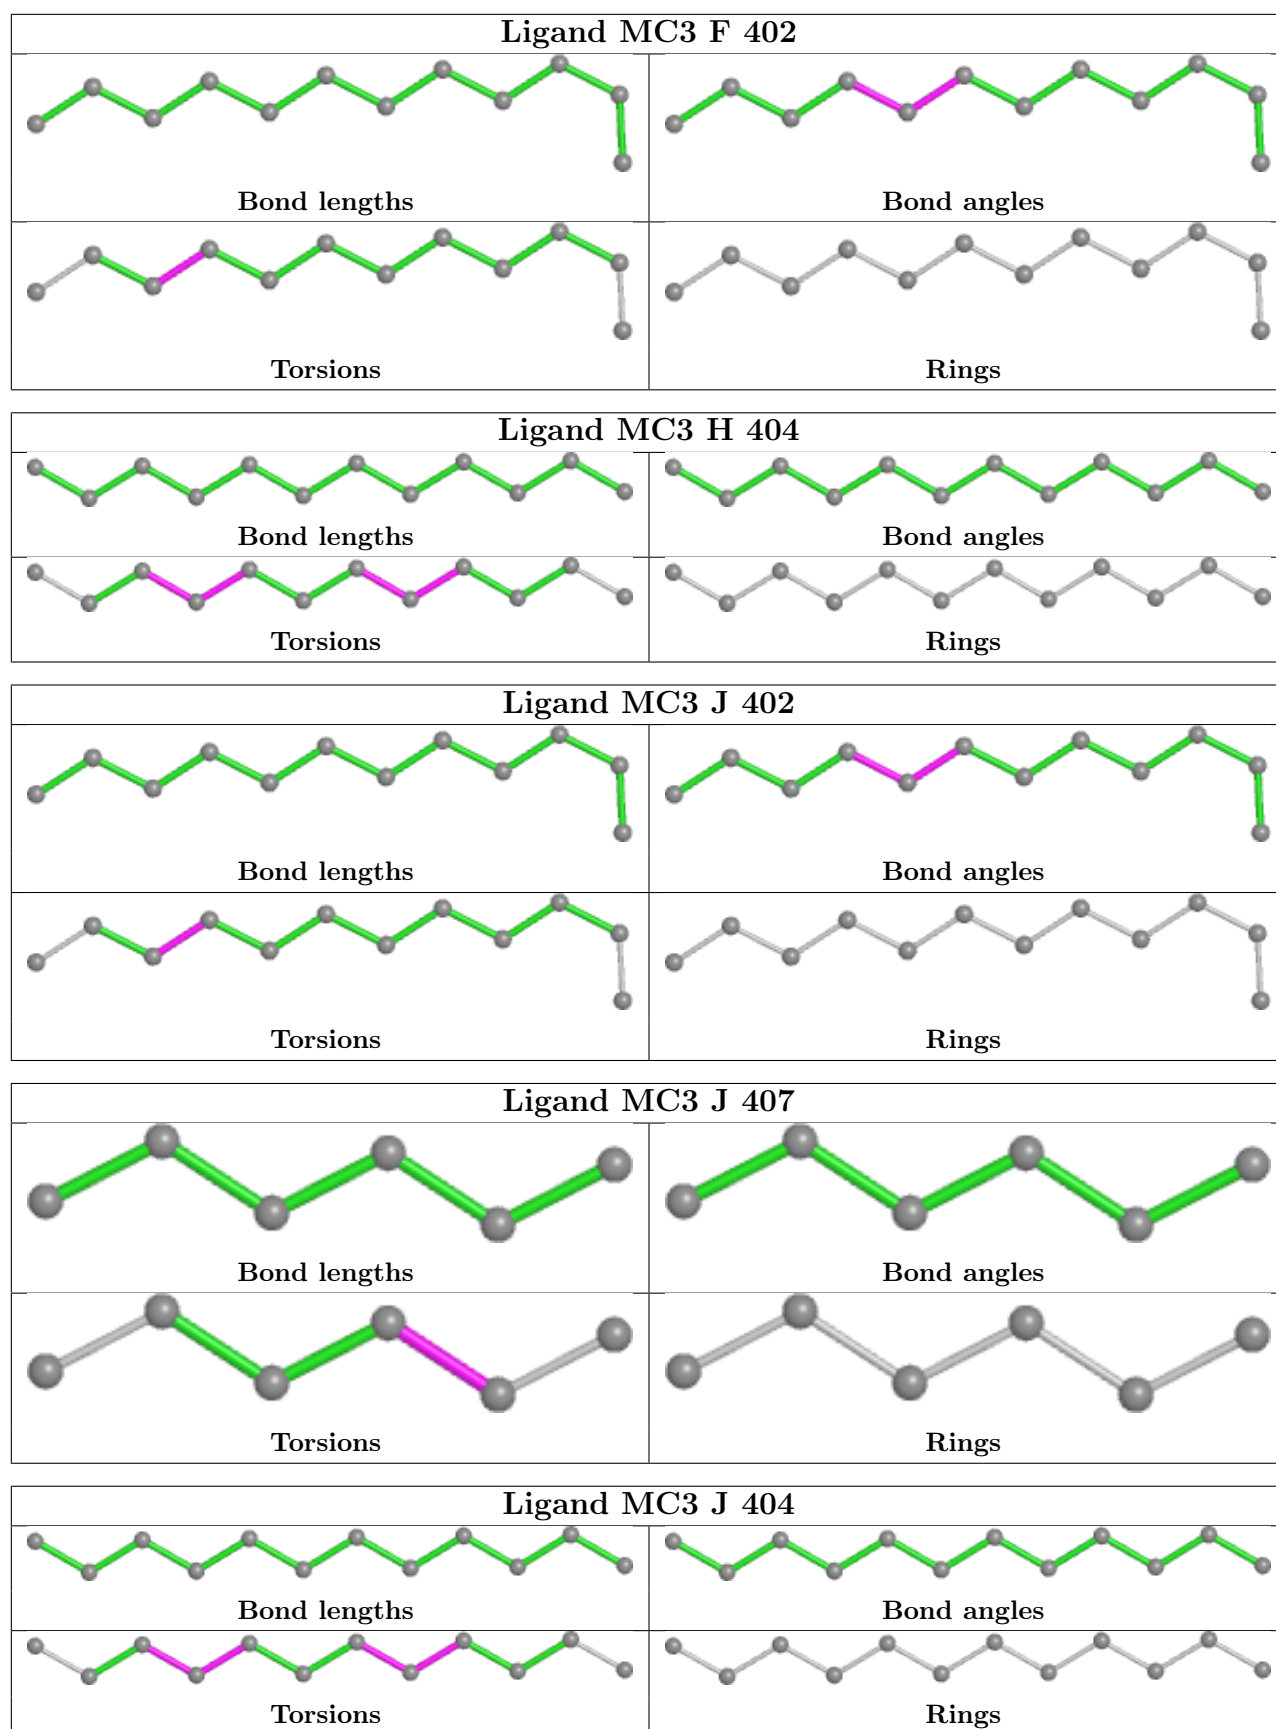 Ligand MC3 F 402
Bond lengths
Bond angles
Torsions
Rings
Ligand MC3 H 404
Bond lengths
Bond angles
Torsions
Rings
Ligand MC3 J 402
Bond lengths
Bond angles
Torsions
Rings
Ligand MC3 J 407
Bond lengths
Bond angles
Torsions
Rings
Ligand MC3 J 404
Bond lengths
Bond angles
Torsions
Rings